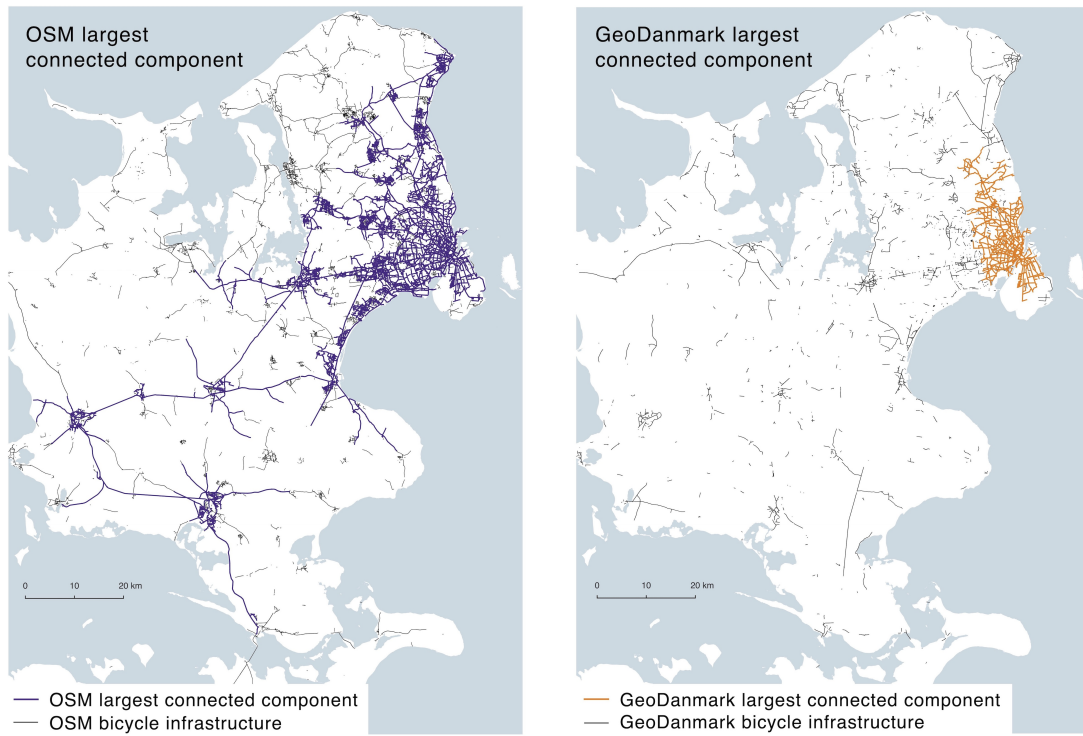 OSM largest
connected component
0 10 20 km
OSM largest connected component
OSM bicycle infrastructure
GeoDanmark largest
connected component
0 10 20 km
GeoDanmark largest connected component
GeoDanmark bicycle infrastructure